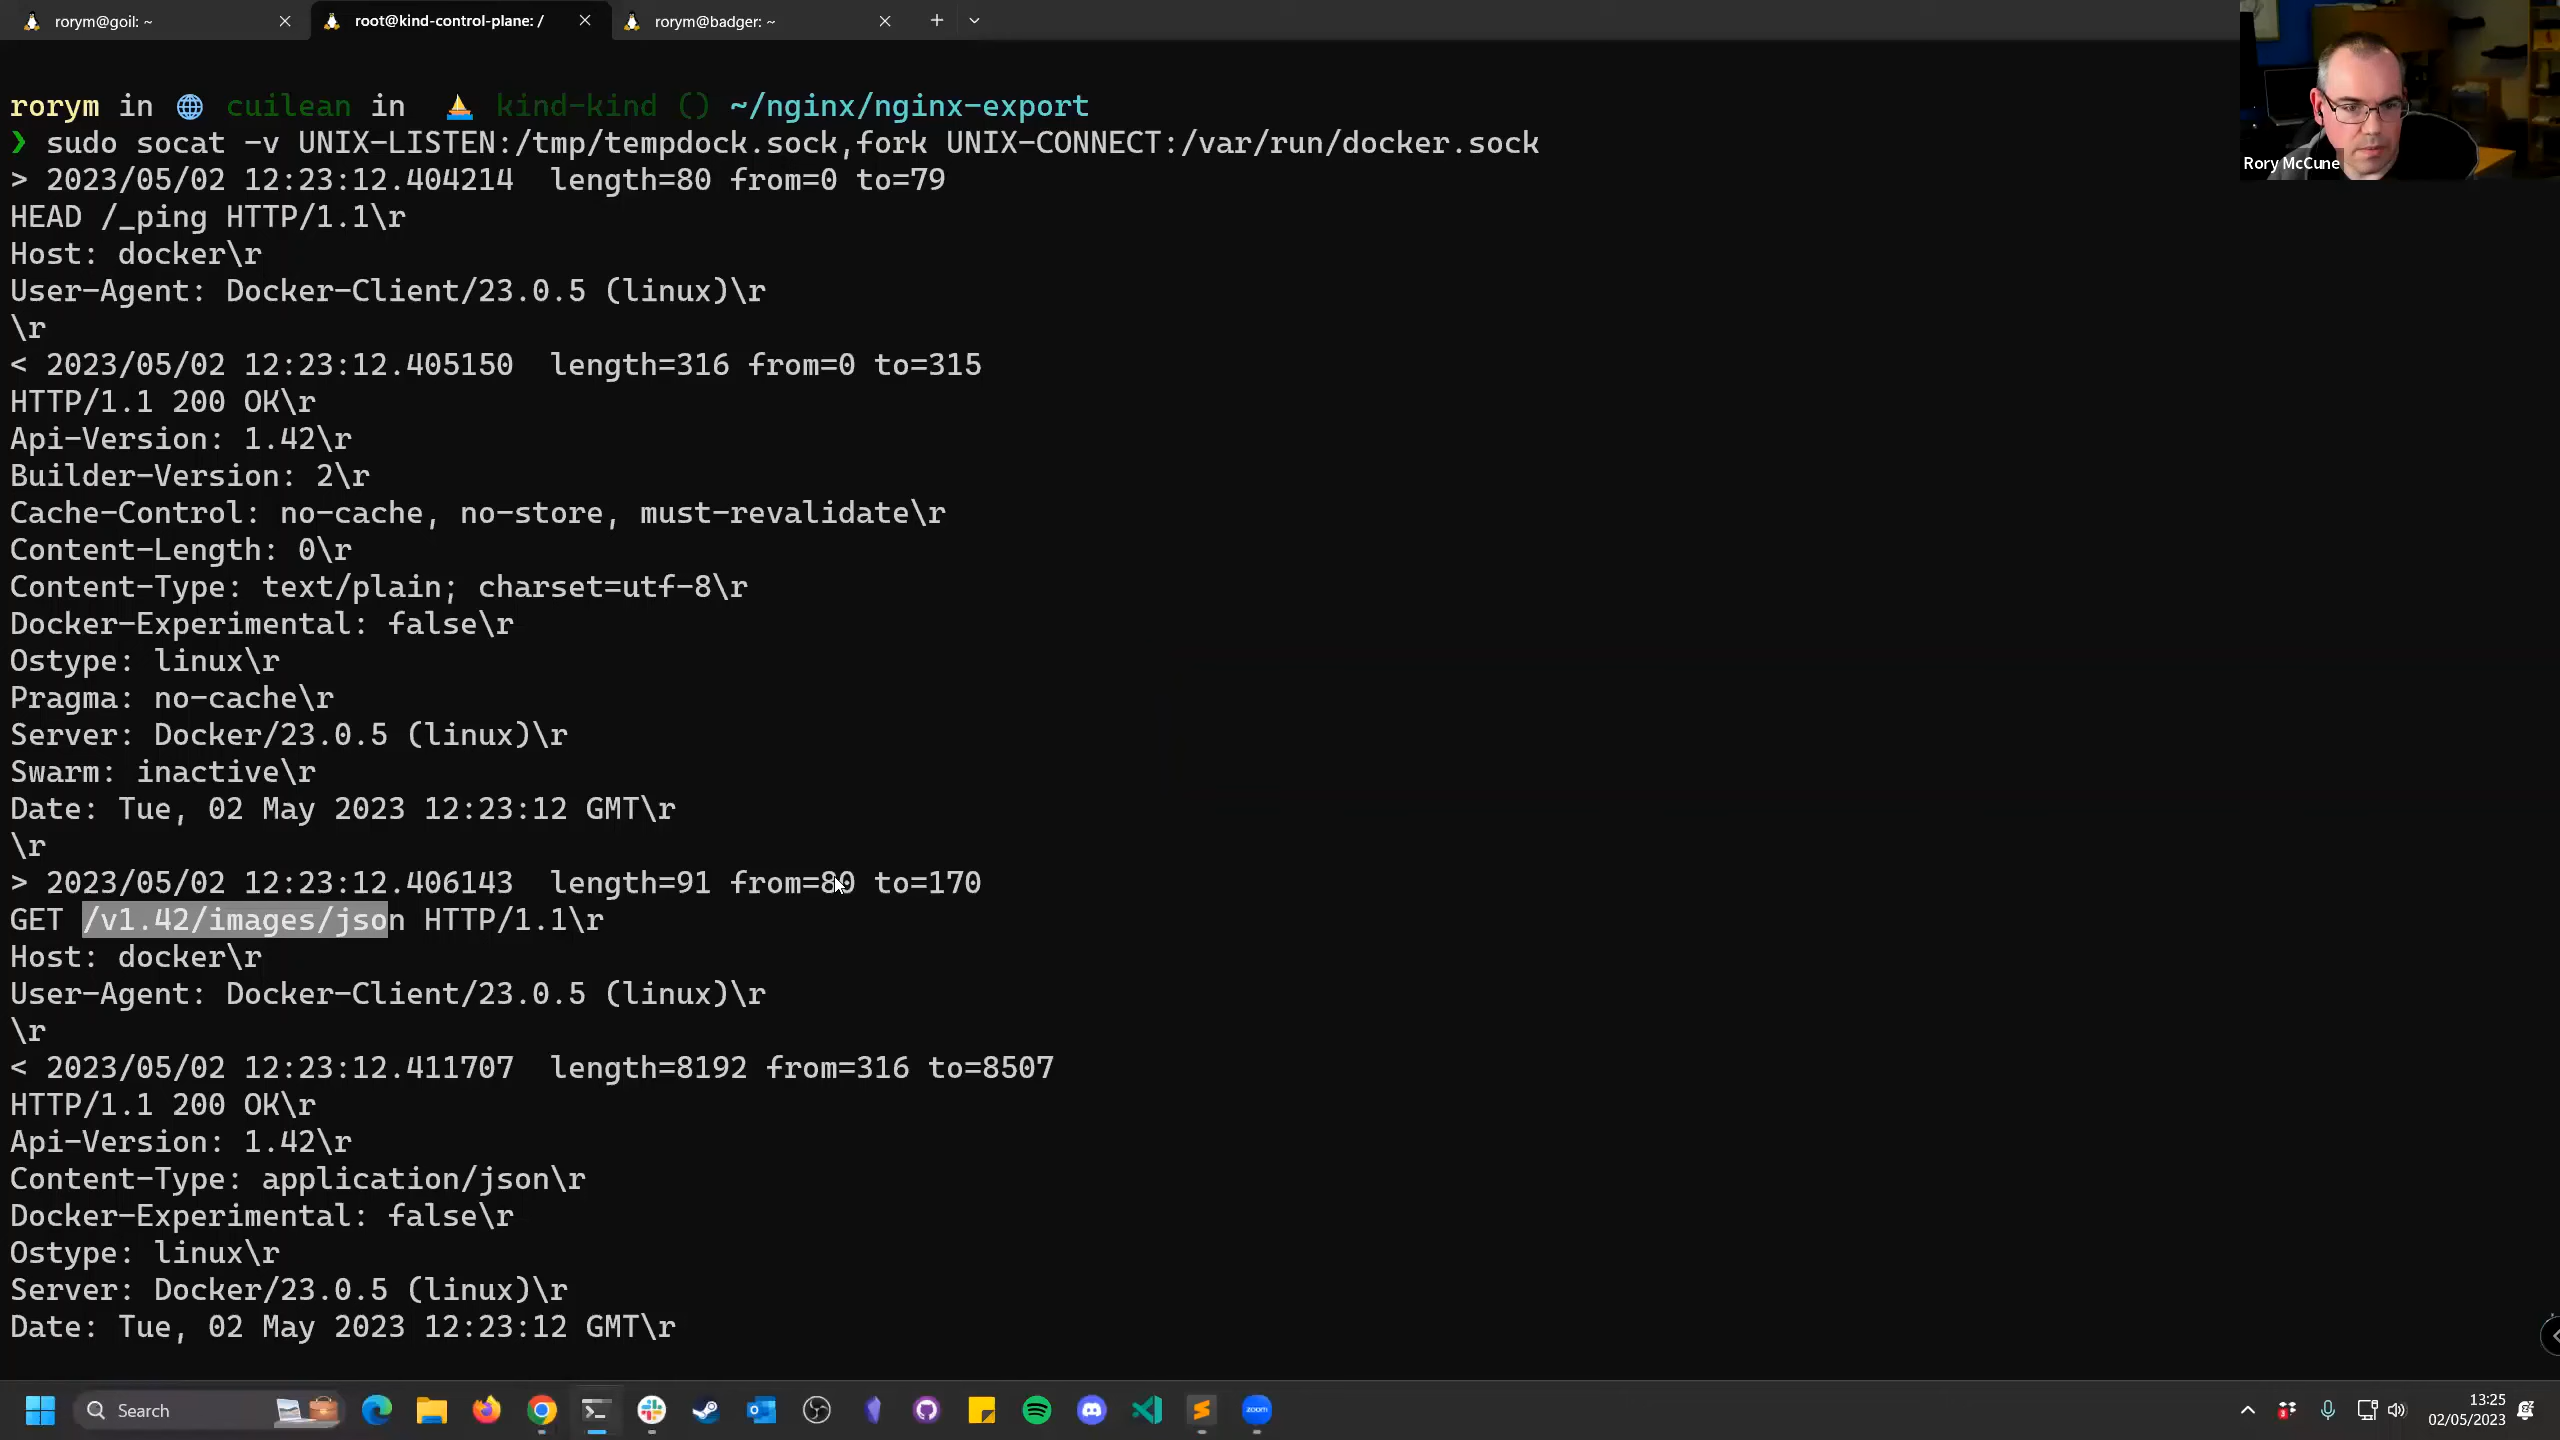 rorym@goil: ~
root@kind-control-plane: /
rorym@badger: ~
rorym in cuilean in kind-kind () ~/nginx/nginx-export
❯ sudo socat -v UNIX-LISTEN:/tmp/tempdock.sock,fork UNIX-CONNECT:/var/run/docker.sock
> 2023/05/02 12:23:12.404214  length=80 from=0 to=79
HEAD /_ping HTTP/1.1\r
Host: docker\r
User-Agent: Docker-Client/23.0.5 (linux)\r
\r
< 2023/05/02 12:23:12.405150  length=316 from=0 to=315
HTTP/1.1 200 OK\r
Api-Version: 1.42\r
Builder-Version: 2\r
Cache-Control: no-cache, no-store, must-revalidate\r
Content-Length: 0\r
Content-Type: text/plain; charset=utf-8\r
Docker-Experimental: false\r
Ostype: linux\r
Pragma: no-cache\r
Server: Docker/23.0.5 (linux)\r
Swarm: inactive\r
Date: Tue, 02 May 2023 12:23:12 GMT\r
\r
> 2023/05/02 12:23:12.406143  length=91 from=80 to=170
GET /v1.42/images/json HTTP/1.1\r
Host: docker\r
User-Agent: Docker-Client/23.0.5 (linux)\r
\r
< 2023/05/02 12:23:12.411707  length=8192 from=316 to=8507
HTTP/1.1 200 OK\r
Api-Version: 1.42\r
Content-Type: application/json\r
Docker-Experimental: false\r
Ostype: linux\r
Server: Docker/23.0.5 (linux)\r
Date: Tue, 02 May 2023 12:23:12 GMT\r
Rory McCune
Search
zoom
13:25
02/05/2023